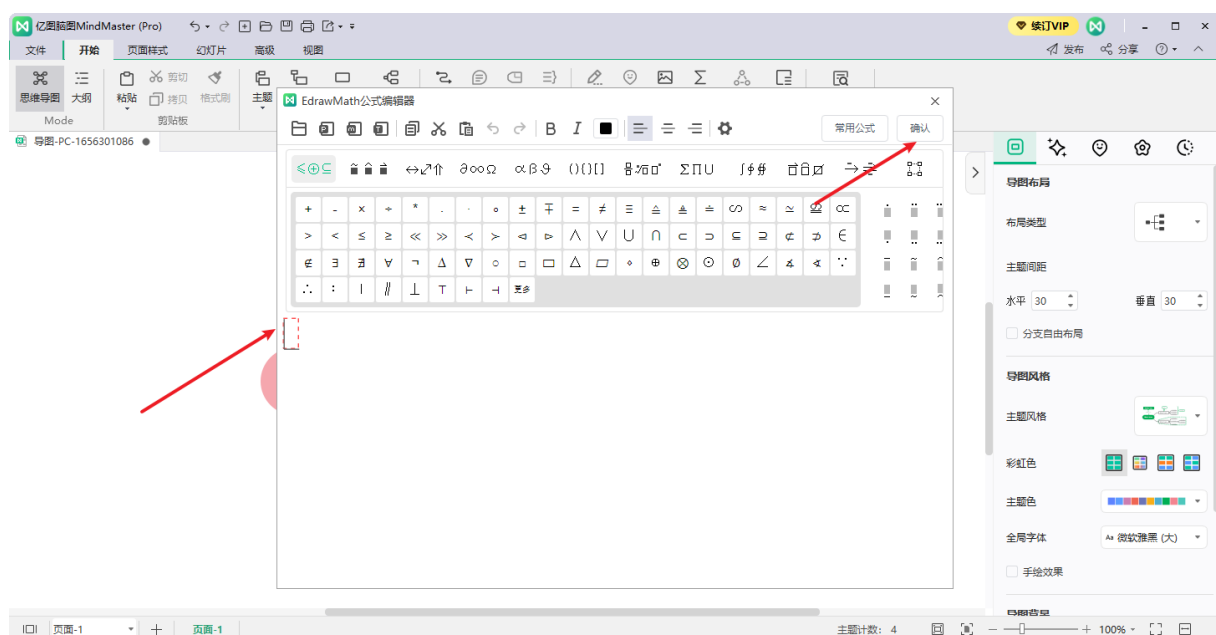 亿图脑图MindMaster (Pro)
续订VIP
文件 开始 页面样式 幻灯片 高级 视图
发布 分享
思维导图 大纲 粘贴 剪切 拷贝 格式刷 主题
Mode 剪贴板
导图-PC-1656301086
EdrawMath公式编辑器
B I 常用公式 确认
≶⊕⊆ ↔↙⇑ ∂∞Ω αβϑ (){}[] ΣΠU ∫∮∯
+ - × ÷ * . · ∘ ± ∓ = ≠ ≡ ≏ ≜ ≐ ∽ ≈ ≃ ≌ ∝
> < ≤ ≥ ≪ ≫ ≺ ≻ ⊲ ⊳ ∧ ∨ ∪ ∩ ⊂ ⊃ ⊆ ⊇ ⊄ ⊅ ∈
∉ ∃ ∄ ∀ ¬ Δ ∇ ○ □ ▭ △ ▱ ⋄ ⊕ ⊗ ⊙ ∅ ∠ ∡ ∢ ∵
∴ : | ∥ ⊥ ⊤ ⊢ ⊣ 更多
导图布局
布局类型
主题间距
水平 30 垂直 30
分支自由布局
导图风格
主题风格
彩虹色
主题色
全局字体 Aa 微软雅黑 (大)
手绘效果
导图背景
页面-1 页面-1 主题计数: 4 100%